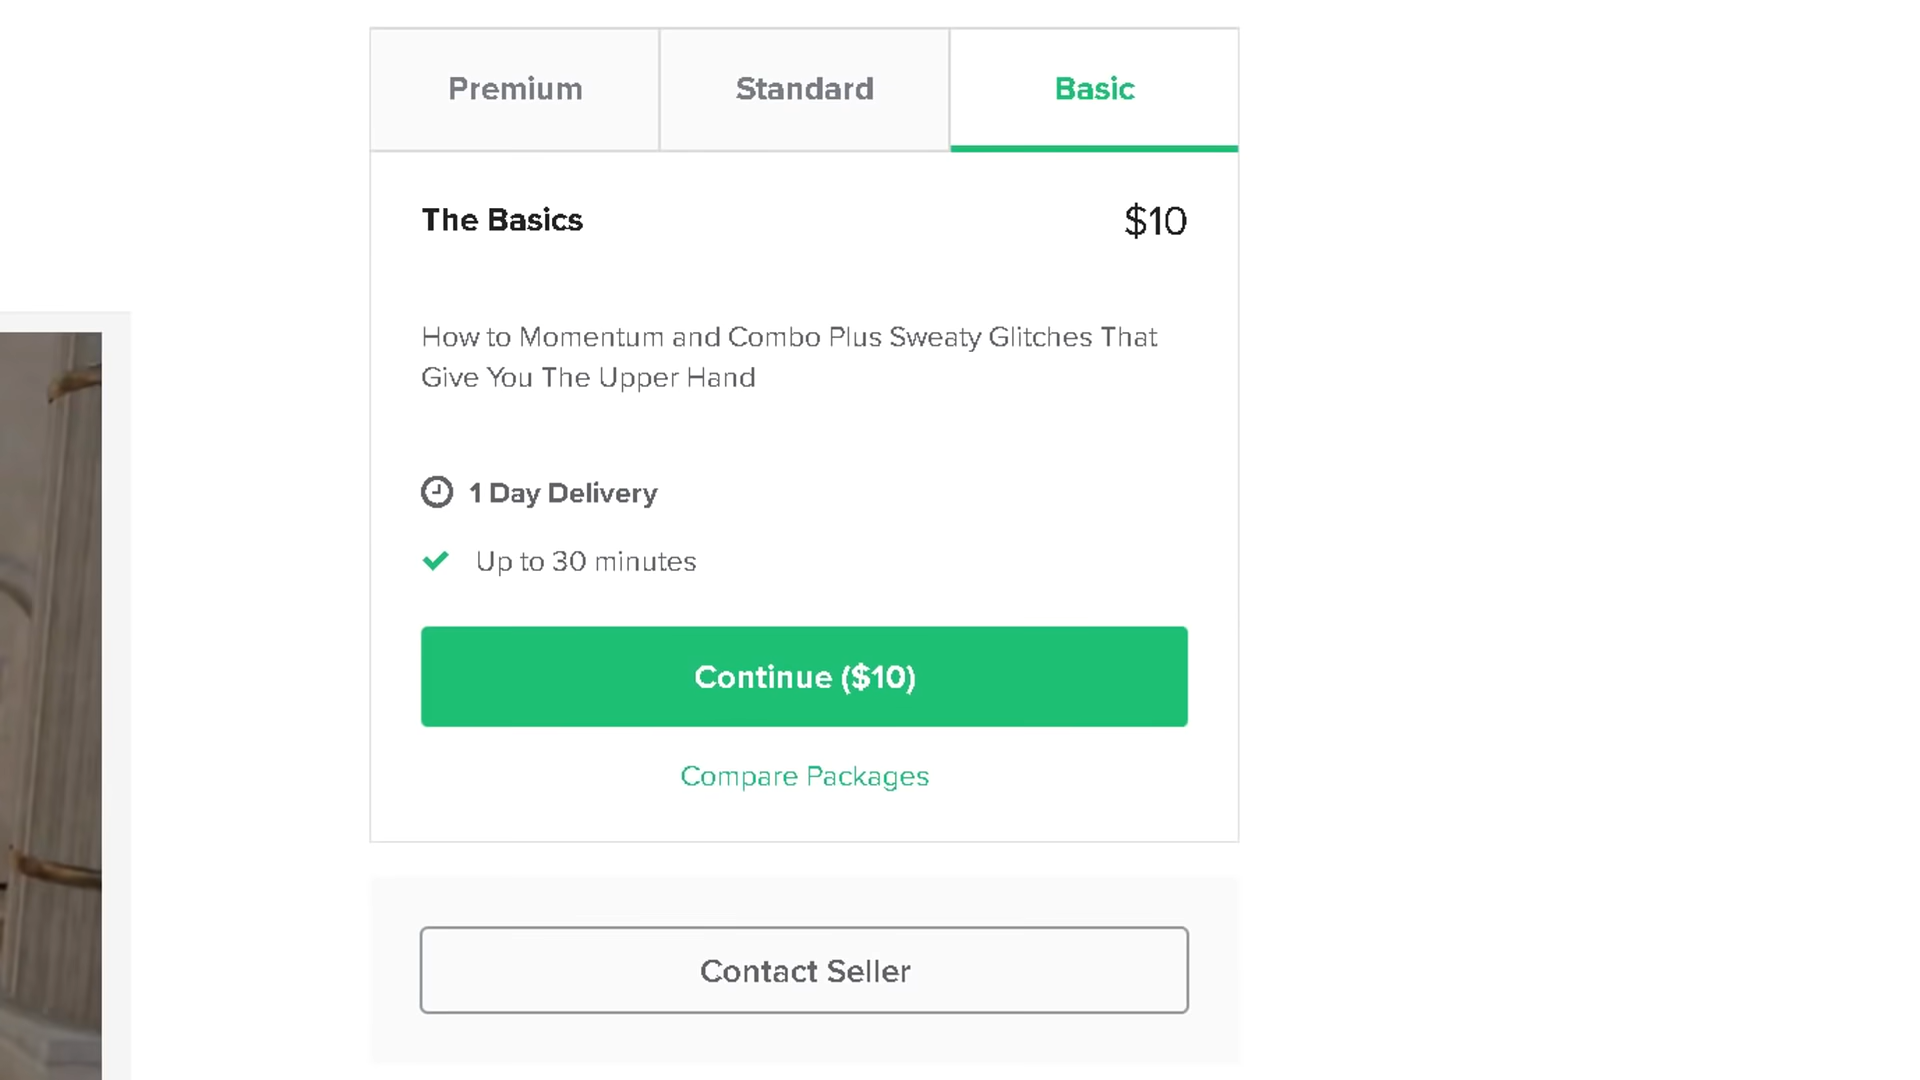 Premium
Standard
Basic
The Basics
$10
How to Momentum and Combo Plus Sweaty Glitches That
Give You The Upper Hand
1 Day Delivery
Up to 30 minutes
Continue ($10)
Compare Packages
Contact Seller